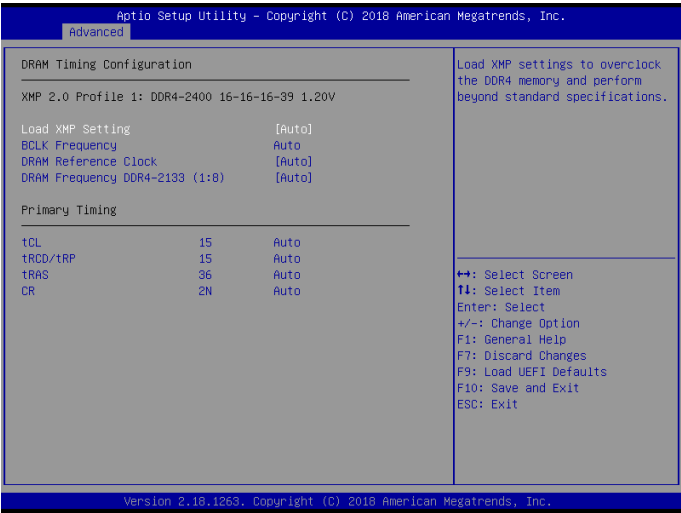 Aptio Setup Utility – Copyright (C) 2018 American Megatrends, Inc.
Advanced
DRAM Timing Configuration
XMP 2.0 Profile 1: DDR4-2400 16-16-16-39 1.20V
Load XMP Setting [Auto]
BCLK Frequency Auto
DRAM Reference Clock [Auto]
DRAM Frequency DDR4-2133 (1:8) [Auto]
Primary Timing
tCL 15 Auto
tRCD/tRP 15 Auto
tRAS 36 Auto
CR 2N Auto
Load XMP settings to overclock
the DDR4 memory and perform
beyond standard specifications.
↔: Select Screen
↑↓: Select Item
Enter: Select
+/-: Change Option
F1: General Help
F7: Discard Changes
F9: Load UEFI Defaults
F10: Save and Exit
ESC: Exit
Version 2.18.1263. Copyright (C) 2018 American Megatrends, Inc.